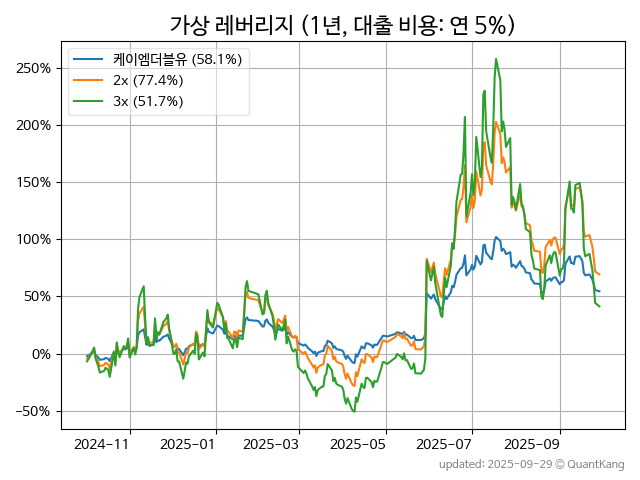 가상 레버리지 (1년, 대출 비용: 연 5%)
케이엠더블유 (58.1%)
2x (77.4%)
3x (51.7%)
250%
200%
150%
100%
50%
0%
−50%
2024-11
2025-01
2025-03
2025-05
2025-07
2025-09
updated: 2025-09-29 © QuantKang